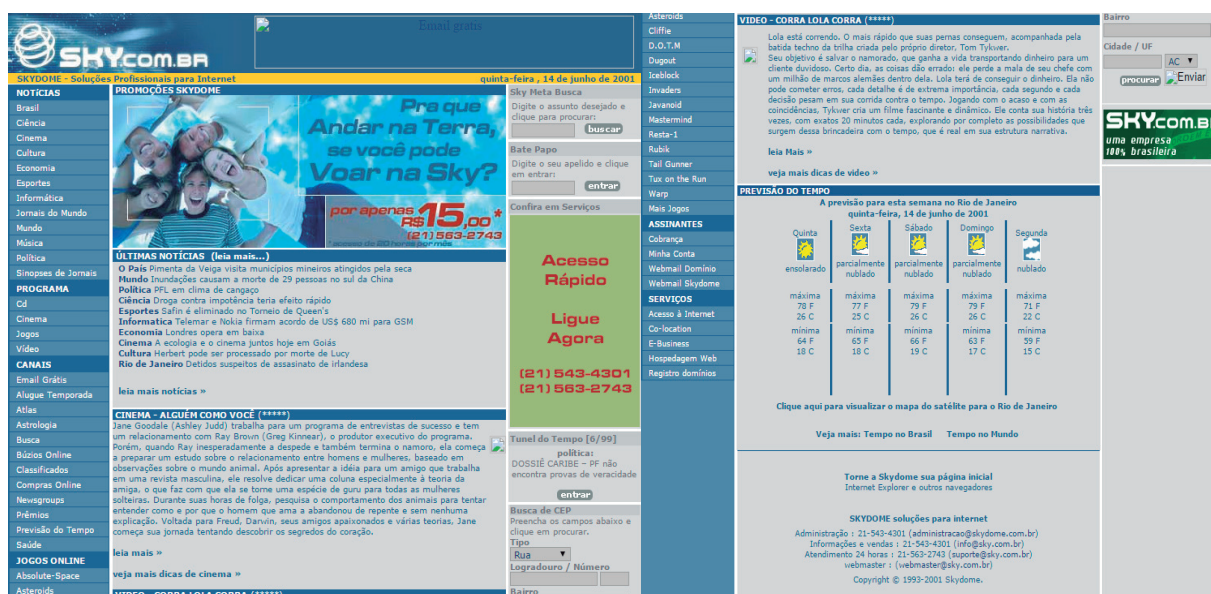 Email gratis
SKY.COM.BR
SKYDOME - Soluções Profissionais para Internet
quinta-feira , 14 de junho de 2001
NOTÍCIAS
Brasil
Ciência
Cinema
Cultura
Economia
Esportes
Informática
Jornais do Mundo
Mundo
Música
Política
Sinopses de Jornais
PROGRAMA
Cd
Cinema
Jogos
Vídeo
CANAIS
Email Grátis
Alugue Temporada
Atlas
Astrologia
Busca
Búzios Online
Classificados
Compras Online
Newsgroups
Prêmios
Previsão do Tempo
Saúde
JOGOS ONLINE
Absolute-Space
Asteroids
PROMOÇÕES SKYDOME
Pra que
Andar na Terra,
se você pode
Voar na Sky?
por apenas
R$ 15,00*
(21) 563-2743
*acesso de 20 horas por mês
ÚLTIMAS NOTÍCIAS (leia mais...)
O País Pimenta da Veiga visita municípios mineiros atingidos pela seca
Mundo Inundações causam a morte de 29 pessoas no sul da China
Política PFL em clima de cangaço
Ciência Droga contra impotência teria efeito rápido
Esportes Safin é eliminado no Torneio de Queen's
Informatica Telemar e Nokia firmam acordo de US$ 680 mi para GSM
Economia Londres opera em baixa
Cinema A ecologia e o cinema juntos hoje em Goiás
Cultura Herbert pode ser processado por morte de Lucy
Rio de Janeiro Detidos suspeitos de assassinato de irlandesa
leia mais notícias »
CINEMA - ALGUÉM COMO VOCÊ (*****)
Jane Goodale (Ashley Judd) trabalha para um programa de entrevistas de sucesso e tem
um relacionamento com Ray Brown (Greg Kinnear), o produtor executivo do programa.
Porém, quando Ray inesperadamente a despede e também termina o namoro, ela começa
a preparar um estudo sobre o relacionamento entre homens e mulheres, baseado em
observações sobre o mundo animal. Após apresentar a idéia para um amigo que trabalha
em uma revista masculina, ele resolve dedicar uma coluna especialmente à teoria da
amiga, o que faz com que ela se torne uma espécie de guru para todas as mulheres
solteiras. Durante suas horas de folga, pesquisa o comportamento dos animais para tentar
entender como e por que o homem que ama a abandonou de repente e sem nenhuma
explicação. Voltada para Freud, Darvin, seus amigos apaixonados e várias teorias, Jane
começa sua jornada tentando descobrir os segredos do coração.
leia mais »
veja mais dicas de cinema »
VIDEO - CORRA LOLA CORRA (*****)
Sky Meta Busca
Digite o assunto desejado e
clique para procurar:
buscar
Bate Papo
Digite o seu apelido e clique
em entrar:
entrar
Confira em Serviços
Acesso
Rápido
Ligue
Agora
(21) 543-4301
(21) 563-2743
Tunel do Tempo [6/99]
política:
DOSSIÊ CARIBE - PF não
encontra provas de veracidade
entrar
Busca de CEP
Preencha os campos abaixo e
clique em procurar.
Tipo
Rua
Logradouro / Número
Bairro
Asteroids
Cliffie
D.O.T.M
Dugout
Iceblock
Invaders
Javanoid
Mastermind
Resta-1
Rubik
Tail Gunner
Tux on the Run
Warp
Mais Jogos
ASSINANTES
Cobrança
Minha Conta
Webmail Domínio
Webmail Skydome
SERVIÇOS
Acesso à Internet
Co-location
E-Business
Hospedagem Web
Registro domínios
VIDEO - CORRA LOLA CORRA (*****)
Lola está correndo. O mais rápido que suas pernas conseguem, acompanhada pela
batida techno da trilha criada pelo próprio diretor, Tom Tykwer.
Seu objetivo é salvar o namorado, que ganha a vida transportando dinheiro para um
cliente duvidoso. Certo dia, as coisas dão errado: ele perde a mala de seu chefe com
um milhão de marcos alemães dentro dela. Lola terá de conseguir o dinheiro. Ela não
pode cometer erros, cada detalhe é de extrema importância, cada segundo e cada
decisão pesam em sua corrida contra o tempo. Jogando com o acaso e com as
coincidências, Tykwer cria um filme fascinante e dinâmico. Ele conta sua história três
vezes, com exatos 20 minutos cada, explorando por completo as possibilidades que
surgem dessa brincadeira com o tempo, que é real em sua estrutura narrativa.
leia Mais »
veja mais dicas de video »
PREVISÃO DO TEMPO
A previsão para esta semana no Rio de Janeiro
quinta-feira, 14 de junho de 2001
Quinta Sexta Sábado Domingo Segunda
ensolarado parcialmente nublado parcialmente nublado parcialmente nublado nublado
máxima máxima máxima máxima máxima
78 F 77 F 79 F 79 F 71 F
26 C 25 C 26 C 26 C 22 C
mínima mínima mínima mínima mínima
64 F 65 F 66 F 63 F 59 F
18 C 18 C 19 C 17 C 15 C
Clique aqui para visualizar o mapa do satélite para o Rio de Janeiro
Veja mais: Tempo no Brasil Tempo no Mundo
Torne a Skydome sua página inicial
Internet Explorer e outros navegadores
SKYDOME soluções para internet
Administração : 21-543-4301 (administracao@skydome.com.br)
Informações e vendas : 21-543-4301 (info@sky.com.br)
Atendimento 24 horas : 21-563-2743 (suporte@sky.com.br)
webmaster : (webmaster@sky.com.br)
Copyright © 1993-2001 Skydome.
Bairro
Cidade / UF
AC
procurar Enviar
SKY.COM.B
uma empresa
100% brasileira